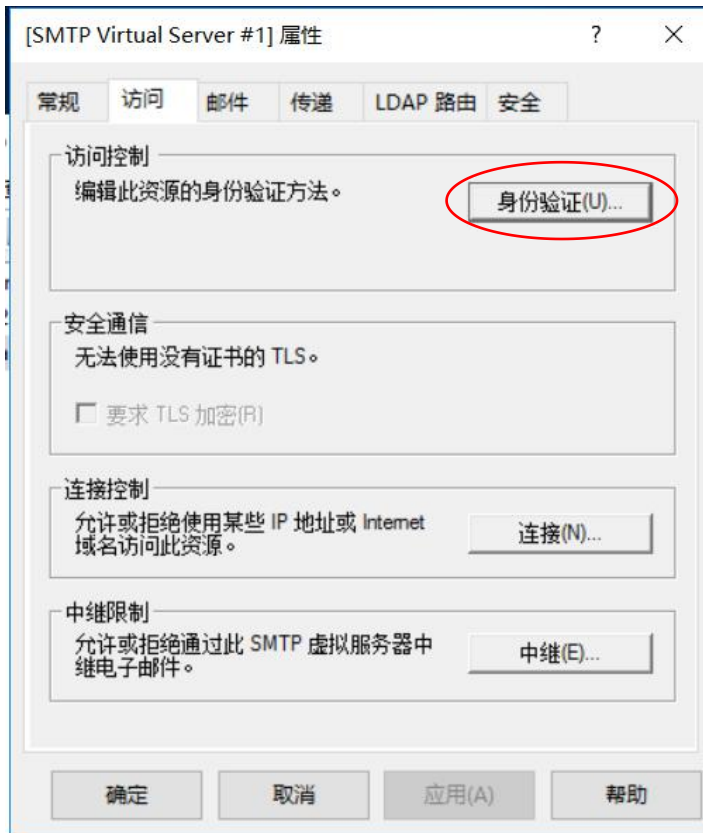 [SMTP Virtual Server #1] 属性
常规 访问 邮件 传递 LDAP 路由 安全
访问控制
编辑此资源的身份验证方法。
身份验证(U)...
安全通信
无法使用没有证书的 TLS。
要求 TLS 加密(R)
连接控制
允许或拒绝使用某些 IP 地址或 Internet
域名访问此资源。
连接(N)...
中继限制
允许或拒绝通过此 SMTP 虚拟服务器中
继电子邮件。
中继(E)...
确定 取消 应用(A) 帮助